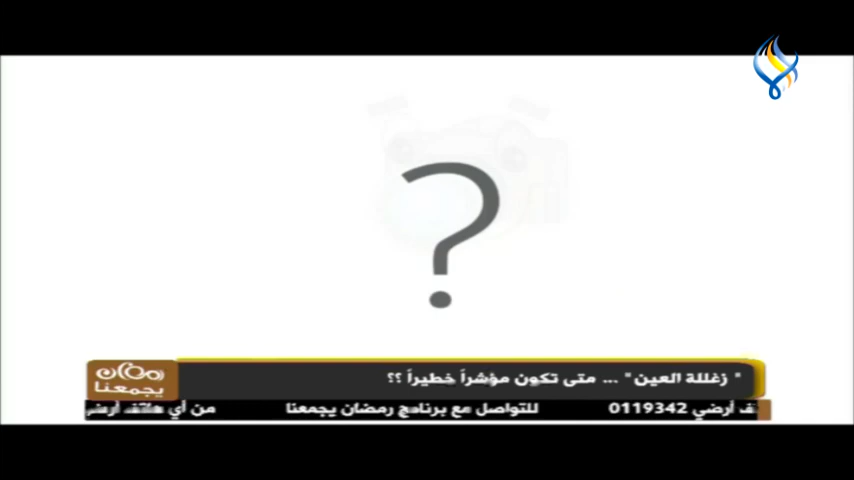 ?
" زغللة العين " ... متى تكون مؤشراً خطيراً ؟؟
رمضان
يجمعنا
أرضي 0119342 للتواصل مع برنامج رمضان يجمعنا من أي هاتف أرضي